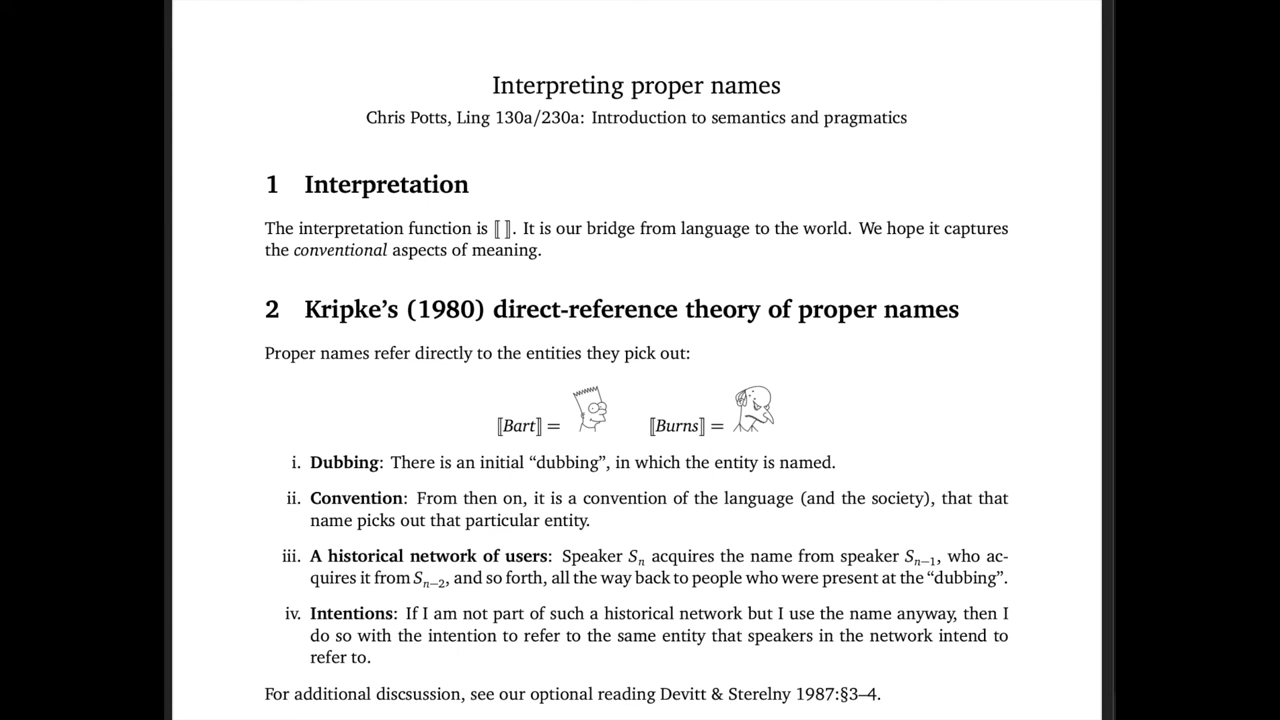 Interpreting proper names
Chris Potts, Ling 130a/230a: Introduction to semantics and pragmatics
1 Interpretation
The interpretation function is ⟦ ⟧. It is our bridge from language to the world. We hope it captures
the conventional aspects of meaning.
2 Kripke’s (1980) direct-reference theory of proper names
Proper names refer directly to the entities they pick out:
⟦Bart⟧ = ⟦Burns⟧ =
i. Dubbing: There is an initial “dubbing”, in which the entity is named.
ii. Convention: From then on, it is a convention of the language (and the society), that that
name picks out that particular entity.
iii. A historical network of users: Speaker Sₙ acquires the name from speaker Sₙ₋₁, who ac-
quires it from Sₙ₋₂, and so forth, all the way back to people who were present at the “dubbing”.
iv. Intentions: If I am not part of such a historical network but I use the name anyway, then I
do so with the intention to refer to the same entity that speakers in the network intend to
refer to.
For additional discsussion, see our optional reading Devitt & Sterelny 1987:§3–4.